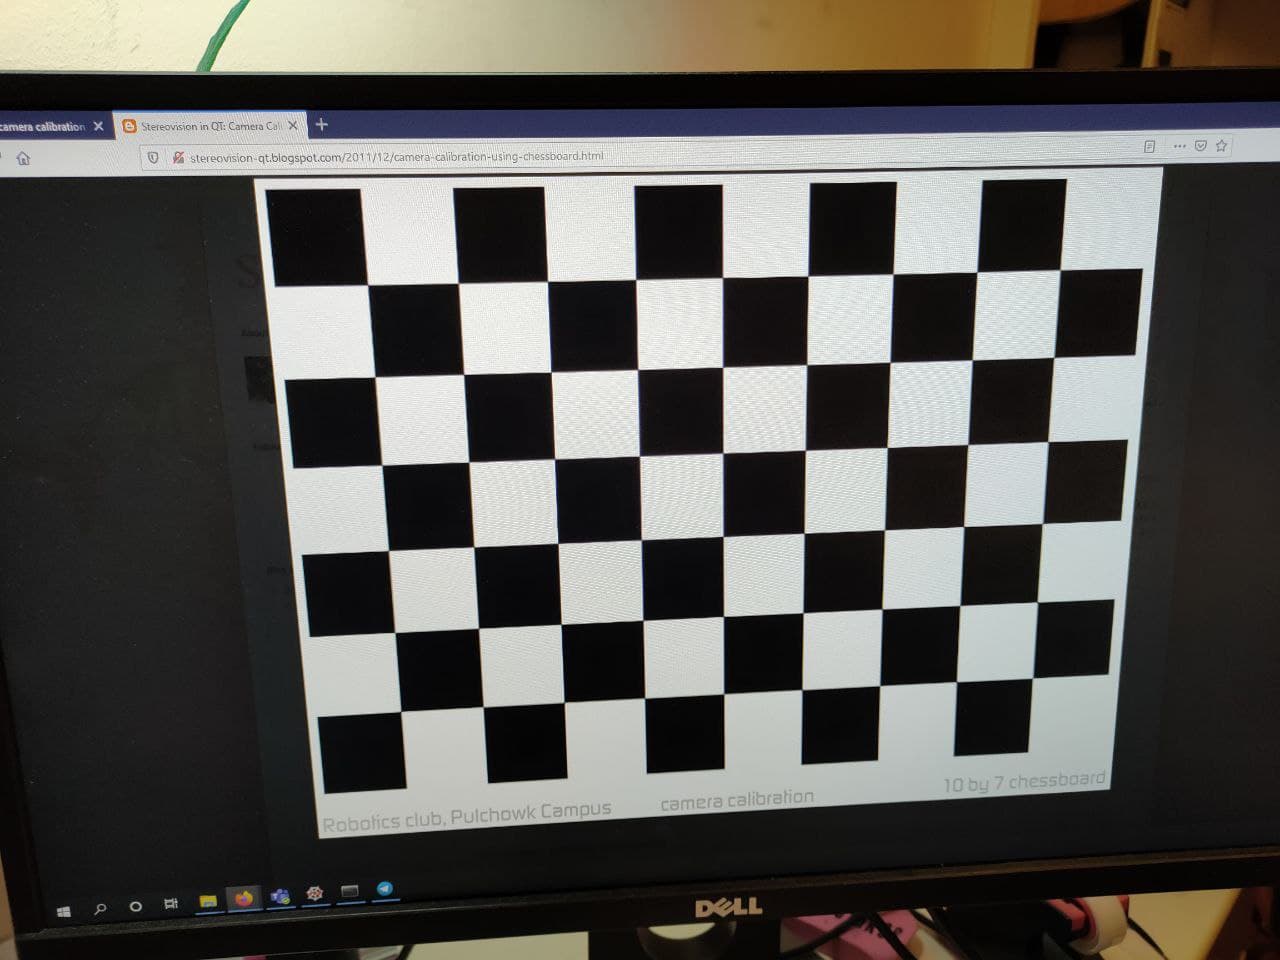 camera calibration
Stereovision in QT: Camera Cali
stereovision-qt.blogspot.com/2011/12/camera-calibration-using-chessboard.html
Robotics club, Pulchowk Campus camera calibration 10 by 7 chessboard
DELL